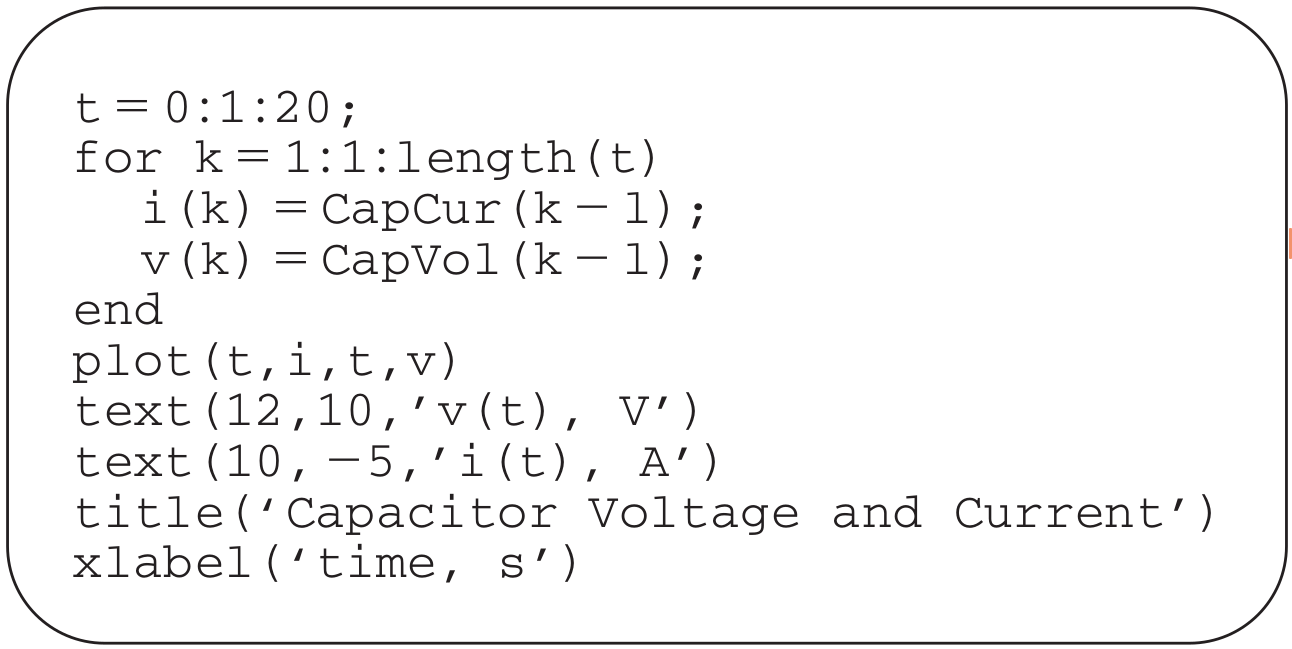 t = 0:1:20;
for k = 1:1:length(t)
i(k) = CapCur(k − 1);
v(k) = CapVol(k − 1);
end
plot(t,i,t,v)
text(12,10,’v(t), V’)
text(10, −5,’i(t), A’)
title(‘Capacitor Voltage and Current’)
xlabel(‘time, s’)